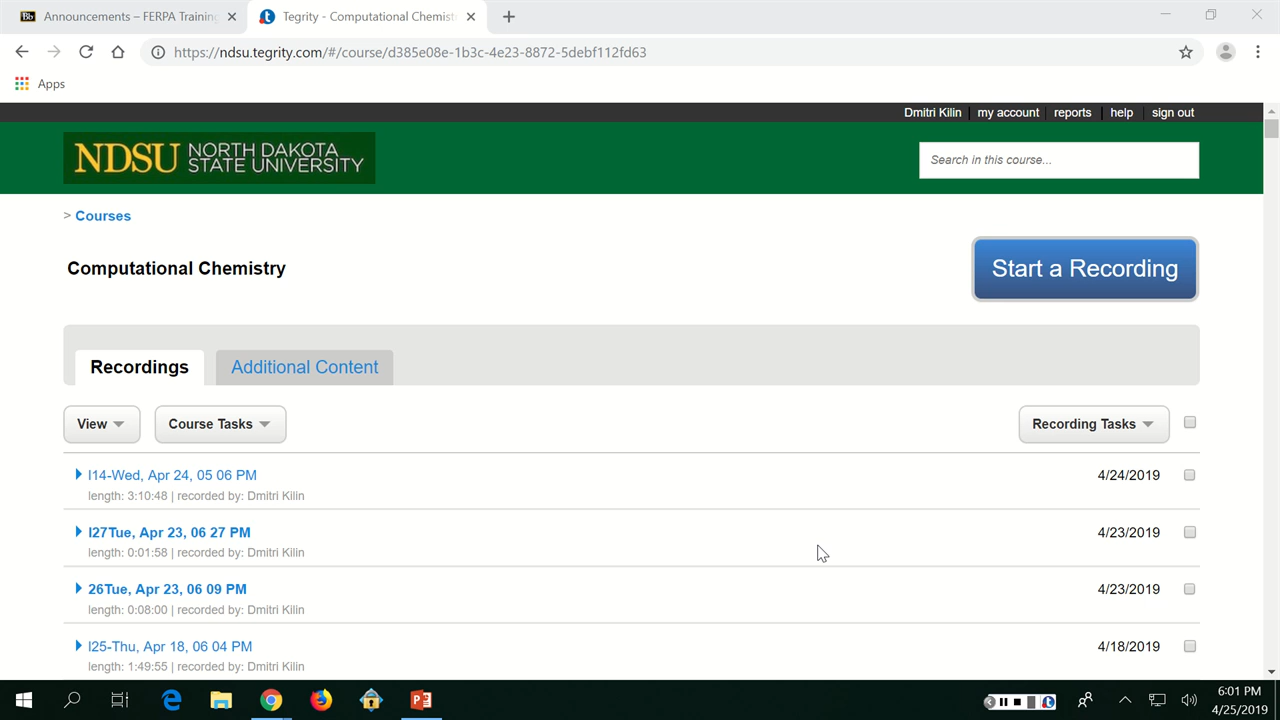 Announcements – FERPA Training
Tegrity - Computational Chemistr
https://ndsu.tegrity.com/#/course/d385e08e-1b3c-4e23-8872-5debf112fd63
Apps
Dmitri Kilin | my account | reports | help | sign out
NDSU NORTH DAKOTA STATE UNIVERSITY
Search in this course...
> Courses
Computational Chemistry
Start a Recording
Recordings
Additional Content
View
Course Tasks
Recording Tasks
I14-Wed, Apr 24, 05 06 PM 4/24/2019
length: 3:10:48 | recorded by: Dmitri Kilin
I27Tue, Apr 23, 06 27 PM 4/23/2019
length: 0:01:58 | recorded by: Dmitri Kilin
26Tue, Apr 23, 06 09 PM 4/23/2019
length: 0:08:00 | recorded by: Dmitri Kilin
I25-Thu, Apr 18, 06 04 PM 4/18/2019
length: 1:49:55 | recorded by: Dmitri Kilin
6:01 PM
4/25/2019